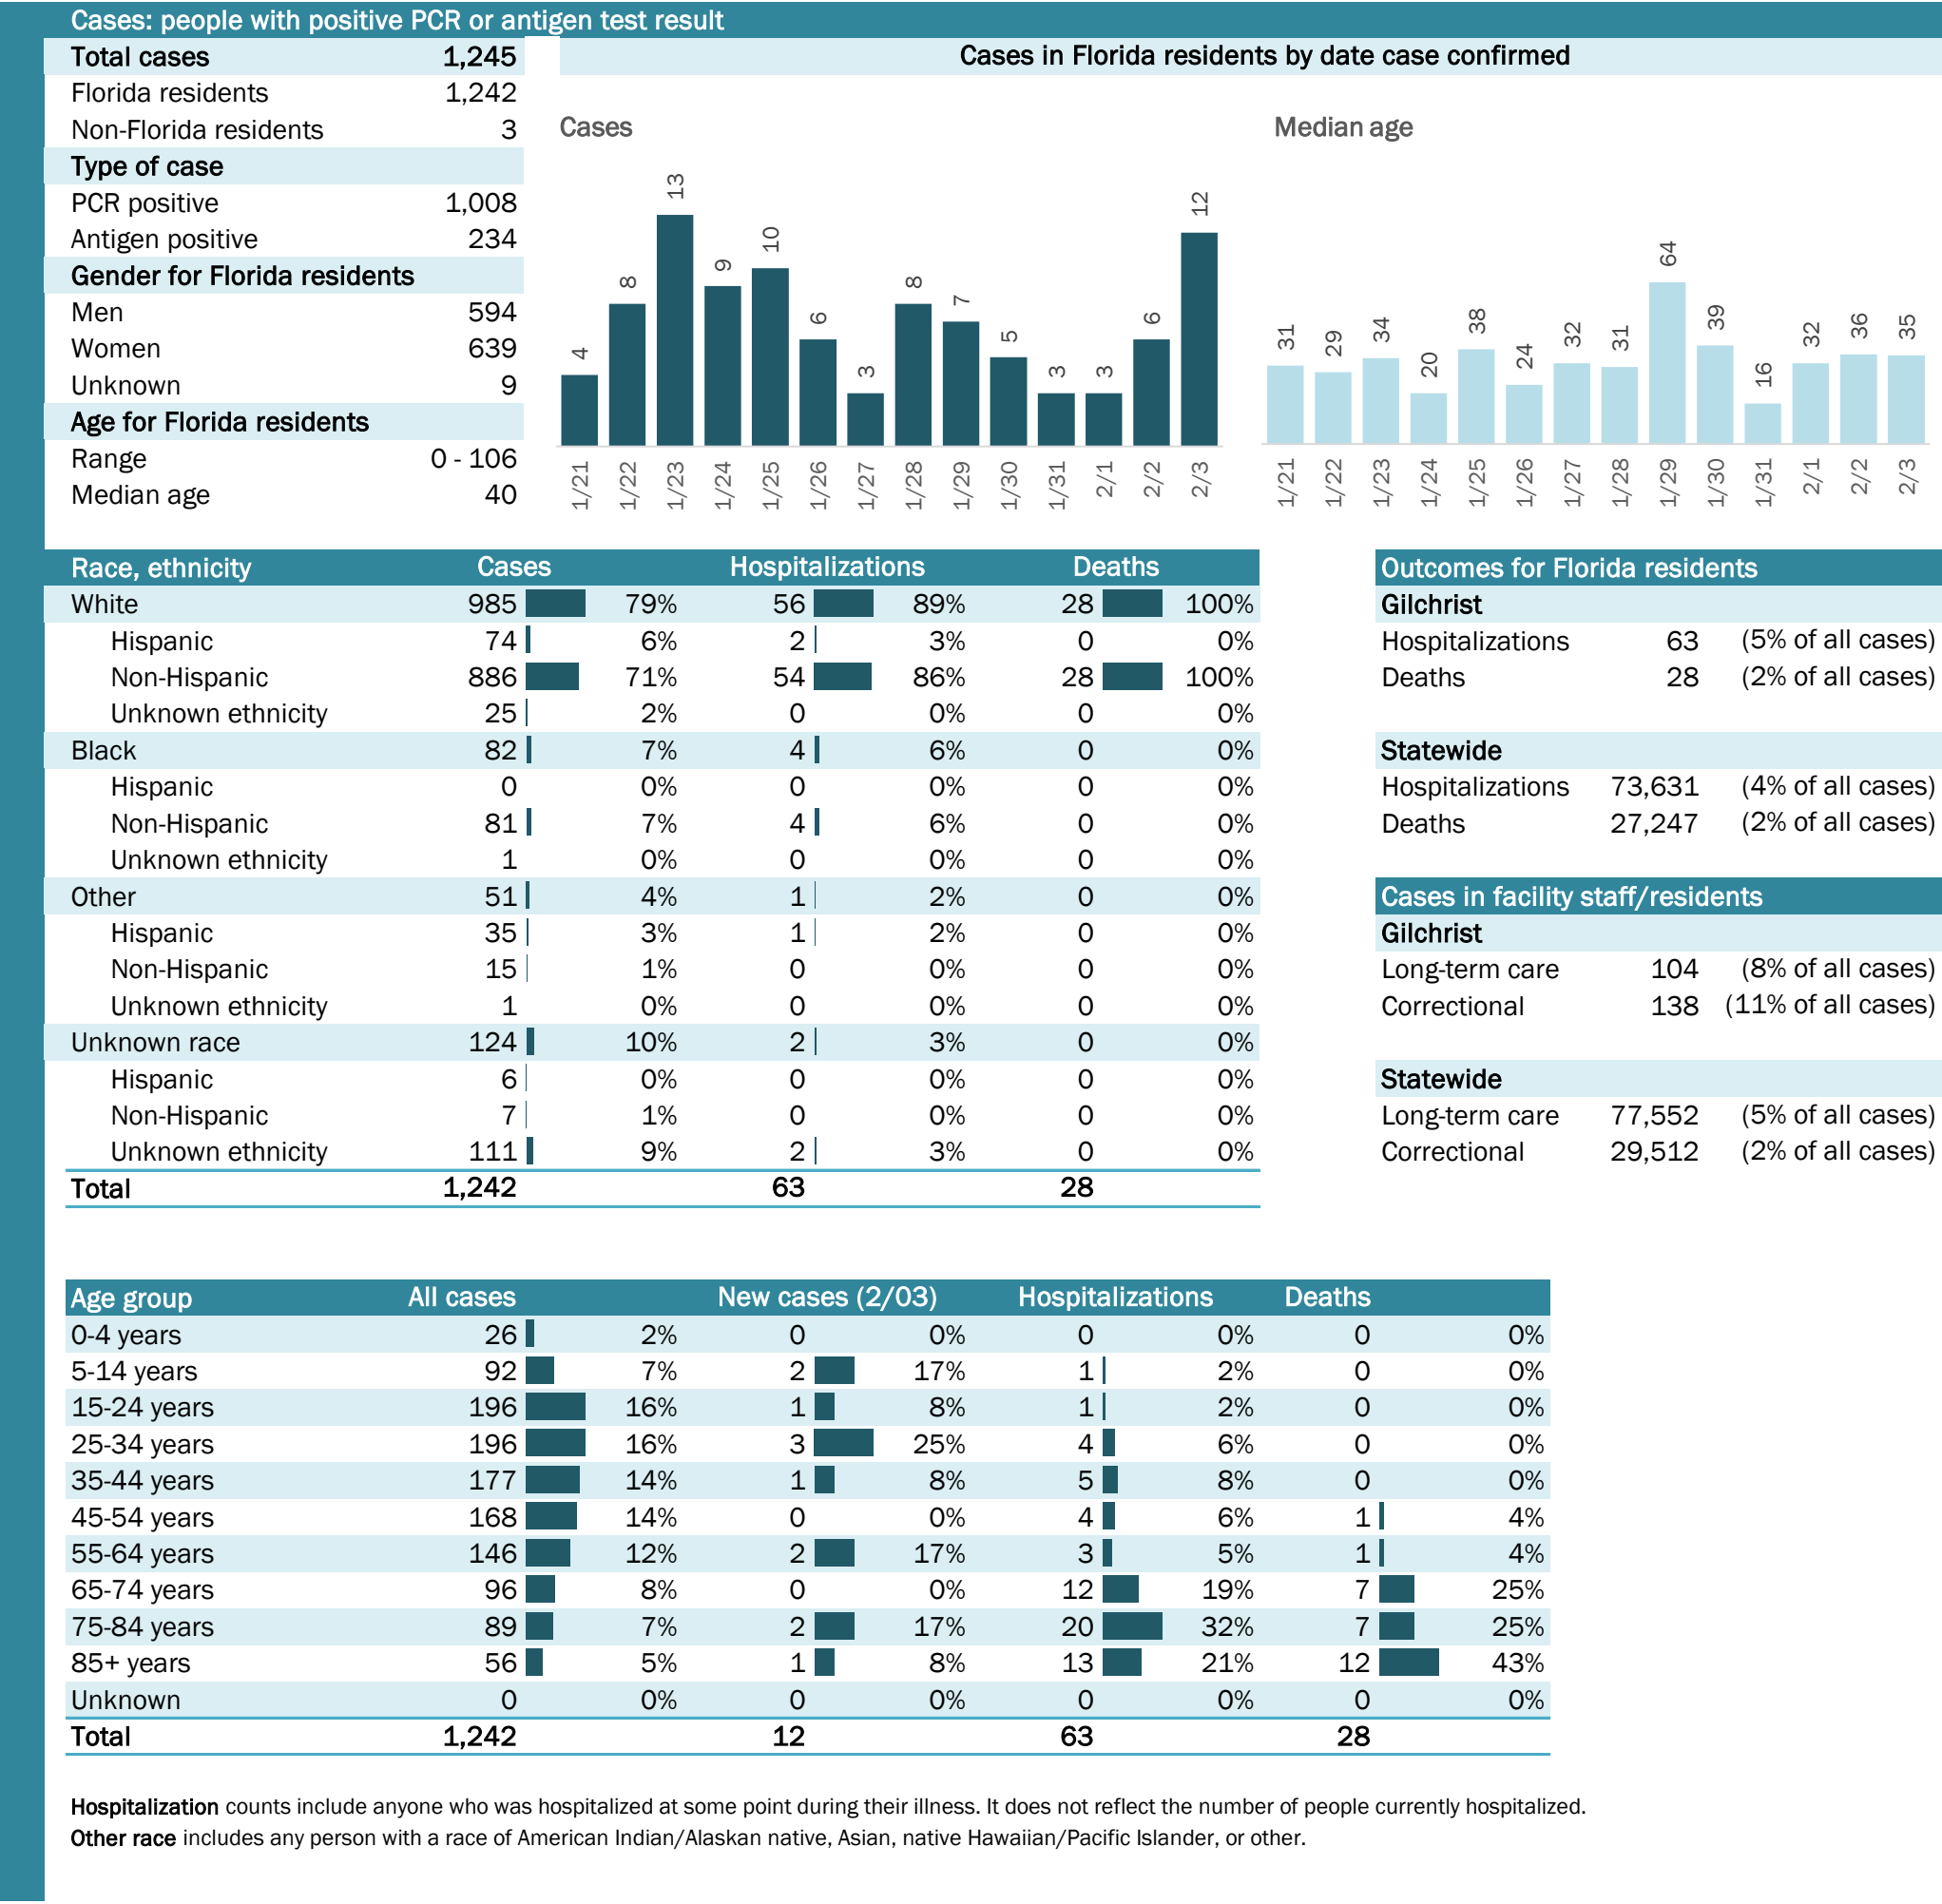 Cases: people with positive PCR or antigen test result
Total cases 1,245
Florida residents 1,242
Non-Florida residents 3
Type of case
PCR positive 1,008
Antigen positive 234
Gender for Florida residents
Men 594
Women 639
Unknown 9
Age for Florida residents
Range 0 - 106
Median age 40
Cases in Florida residents by date case confirmed
Cases
4 8 13 9 10 6 3 8 7 5 3 3 6 12
1/21 1/22 1/23 1/24 1/25 1/26 1/27 1/28 1/29 1/30 1/31 2/1 2/2 2/3
Median age
31 29 34 20 38 24 32 31 64 39 16 32 36 35
1/21 1/22 1/23 1/24 1/25 1/26 1/27 1/28 1/29 1/30 1/31 2/1 2/2 2/3
Race, ethnicity Cases Hospitalizations Deaths
White 985 79% 56 89% 28 100%
Hispanic 74 6% 2 3% 0 0%
Non-Hispanic 886 71% 54 86% 28 100%
Unknown ethnicity 25 2% 0 0% 0 0%
Black 82 7% 4 6% 0 0%
Hispanic 0 0% 0 0% 0 0%
Non-Hispanic 81 7% 4 6% 0 0%
Unknown ethnicity 1 0% 0 0% 0 0%
Other 51 4% 1 2% 0 0%
Hispanic 35 3% 1 2% 0 0%
Non-Hispanic 15 1% 0 0% 0 0%
Unknown ethnicity 1 0% 0 0% 0 0%
Unknown race 124 10% 2 3% 0 0%
Hispanic 6 0% 0 0% 0 0%
Non-Hispanic 7 1% 0 0% 0 0%
Unknown ethnicity 111 9% 2 3% 0 0%
Total 1,242 63 28
Outcomes for Florida residents
Gilchrist
Hospitalizations 63 (5% of all cases)
Deaths 28 (2% of all cases)
Statewide
Hospitalizations 73,631 (4% of all cases)
Deaths 27,247 (2% of all cases)
Cases in facility staff/residents
Gilchrist
Long-term care 104 (8% of all cases)
Correctional 138 (11% of all cases)
Statewide
Long-term care 77,552 (5% of all cases)
Correctional 29,512 (2% of all cases)
Age group All cases New cases (2/03) Hospitalizations Deaths
0-4 years 26 2% 0 0% 0 0% 0 0%
5-14 years 92 7% 2 17% 1 2% 0 0%
15-24 years 196 16% 1 8% 1 2% 0 0%
25-34 years 196 16% 3 25% 4 6% 0 0%
35-44 years 177 14% 1 8% 5 8% 0 0%
45-54 years 168 14% 0 0% 4 6% 1 4%
55-64 years 146 12% 2 17% 3 5% 1 4%
65-74 years 96 8% 0 0% 12 19% 7 25%
75-84 years 89 7% 2 17% 20 32% 7 25%
85+ years 56 5% 1 8% 13 21% 12 43%
Unknown 0 0% 0 0% 0 0% 0 0%
Total 1,242 12 63 28
Hospitalization counts include anyone who was hospitalized at some point during their illness. It does not reflect the number of people currently hospitalized.
Other race includes any person with a race of American Indian/Alaskan native, Asian, native Hawaiian/Pacific Islander, or other.